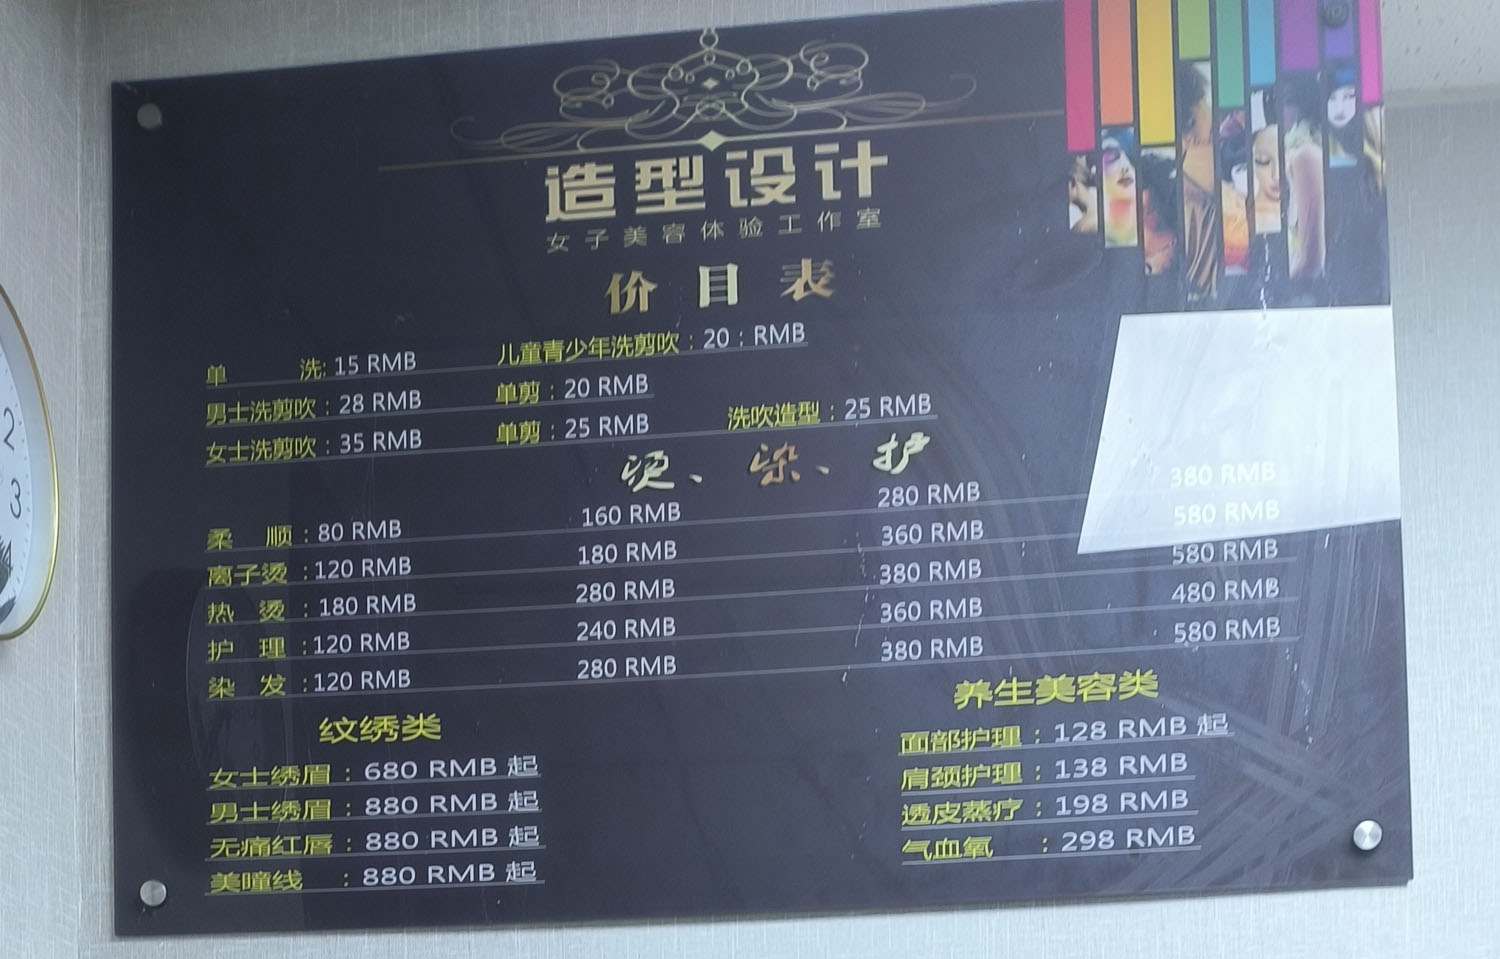 造型设计
女子美容体验工作室
价目表
单 洗: 15 RMB 儿童青少年洗剪吹：20：RMB
男士洗剪吹：28 RMB 单剪：20 RMB
女士洗剪吹：35 RMB 单剪：25 RMB 洗吹造型：25 RMB
烫、染、护
柔 顺：80 RMB 160 RMB 280 RMB 380 RMB
离子烫：120 RMB 180 RMB 360 RMB 580 RMB
热 烫：180 RMB 280 RMB 380 RMB 580 RMB
护 理：120 RMB 240 RMB 360 RMB 480 RMB
染 发：120 RMB 280 RMB 380 RMB 580 RMB
纹绣类
女士绣眉：680 RMB 起
男士绣眉：880 RMB 起
无痛红唇：880 RMB 起
美瞳线 ：880 RMB 起
养生美容类
面部护理：128 RMB 起
肩颈护理：138 RMB
透皮蒸疗：198 RMB
气血氧 ：298 RMB
2
3